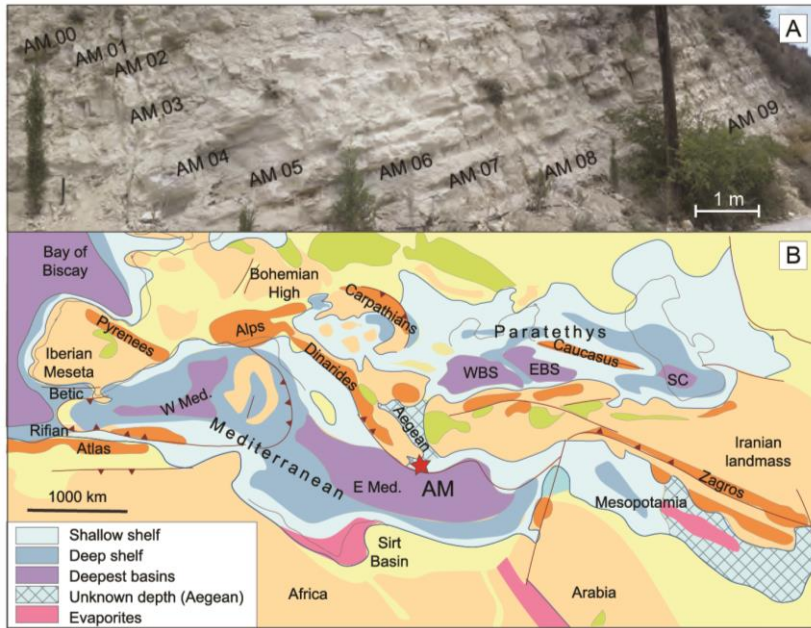 A
AM 00
AM 01
AM 02
AM 03
AM 04
AM 05
AM 06
AM 07
AM 08
AM 09
1 m
B
Bay of
Biscay
Bohemian
High
Carpathians
Pyrenees
Alps
Paratethys
Iberian
Meseta
Dinarides
Caucasus
WBS
EBS
SC
Betic
W Med.
Aegean
Rifian
Mediterranean
Iranian
landmass
Atlas
Zagros
1000 km
E Med.
AM
Mesopotamia
Shallow shelf
Deep shelf
Deepest basins
Unknown depth (Aegean)
Evaporites
Sirt
Basin
Africa
Arabia